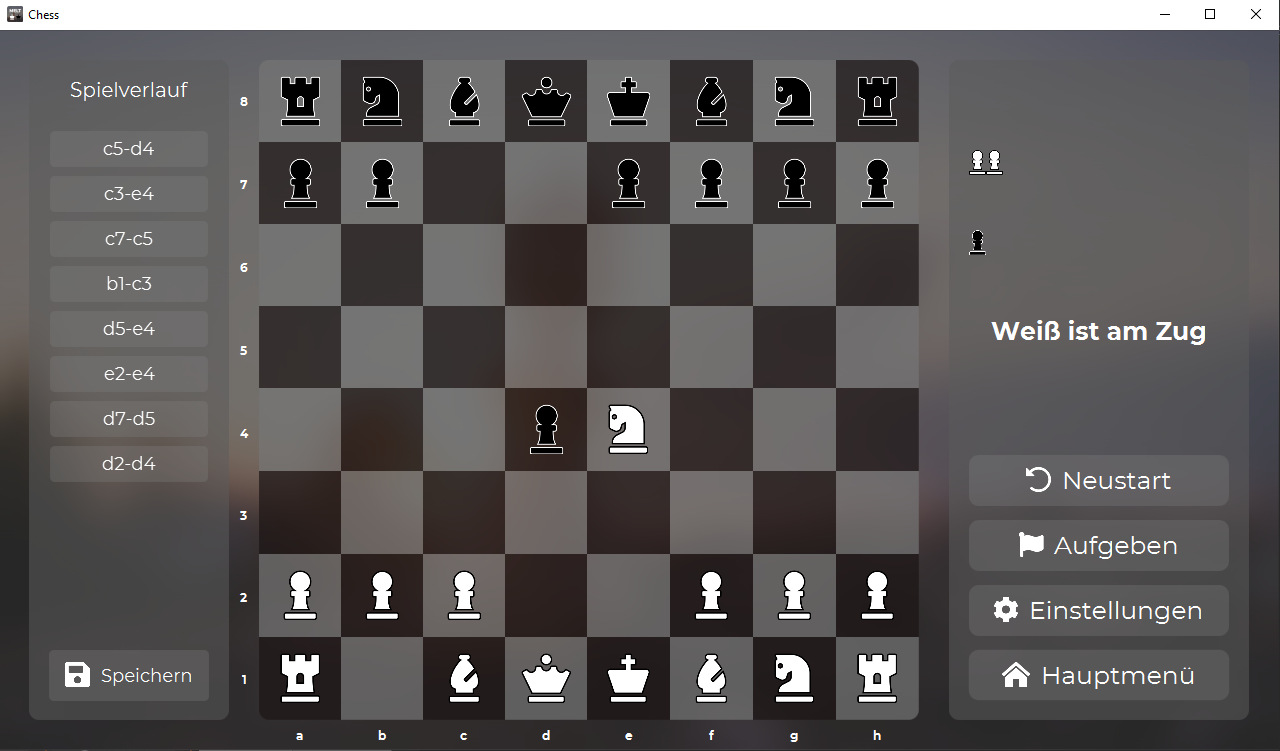 Chess
Spielverlauf
c5-d4
c3-e4
c7-c5
b1-c3
d5-e4
e2-e4
d7-d5
d2-d4
Speichern
8
7
6
5
4
3
2
1
a b c d e f g h
Weiß ist am Zug
Neustart
Aufgeben
Einstellungen
Hauptmenü